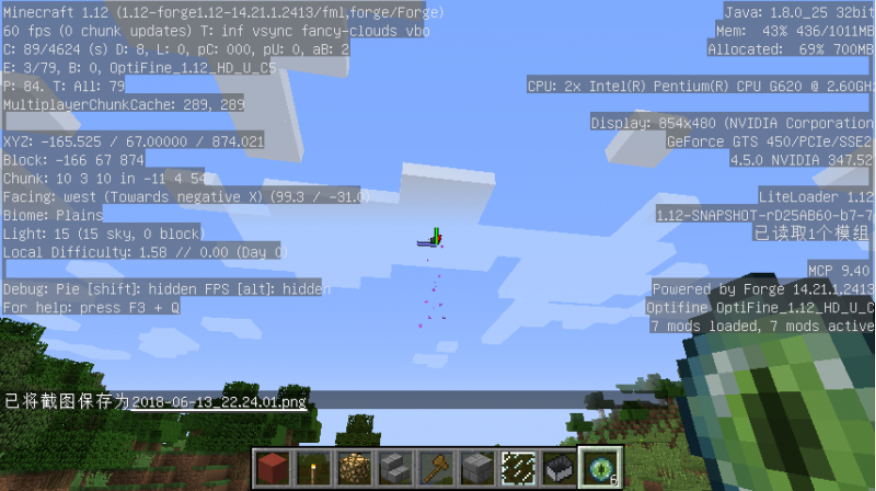 Minecraft 1.12 (1.12-forge1.12-14.21.1.2413/fml,forge/Forge)
60 fps (0 chunk updates) T: inf vsync fancy-clouds vbo
C: 89/4624 (s) D: 8, L: 0, pC: 000, pU: 0, aB: 2
E: 3/79, B: 0, OptiFine_1.12_HD_U_C5
P: 84. T: All: 79
MultiplayerChunkCache: 289, 289
XYZ: -165.525 / 67.00000 / 874.021
Block: -166 67 874
Chunk: 10 3 10 in -11 4 54
Facing: west (Towards negative X) (99.3 / -31.0)
Biome: Plains
Light: 15 (15 sky, 0 block)
Local Difficulty: 1.58 // 0.00 (Day 0)
Debug: Pie [shift]: hidden FPS [alt]: hidden
For help: press F3 + Q
Java: 1.8.0_25 32bit
Mem: 43% 436/1011MB
Allocated: 69% 700MB
CPU: 2x Intel(R) Pentium(R) CPU G620 @ 2.60GH
Display: 854x480 (NVIDIA Corporation
GeForce GTS 450/PCIe/SSE2
4.5.0 NVIDIA 347.52
LiteLoader 1.12
1.12-SNAPSHOT-rD25AB60-b7-7
已读取1个模组
MCP 9.40
Powered by Forge 14.21.1.2413
Optifine OptiFine_1.12_HD_U_C
7 mods loaded, 7 mods active
已将截图保存为2018-06-13_22.24.01.png
6